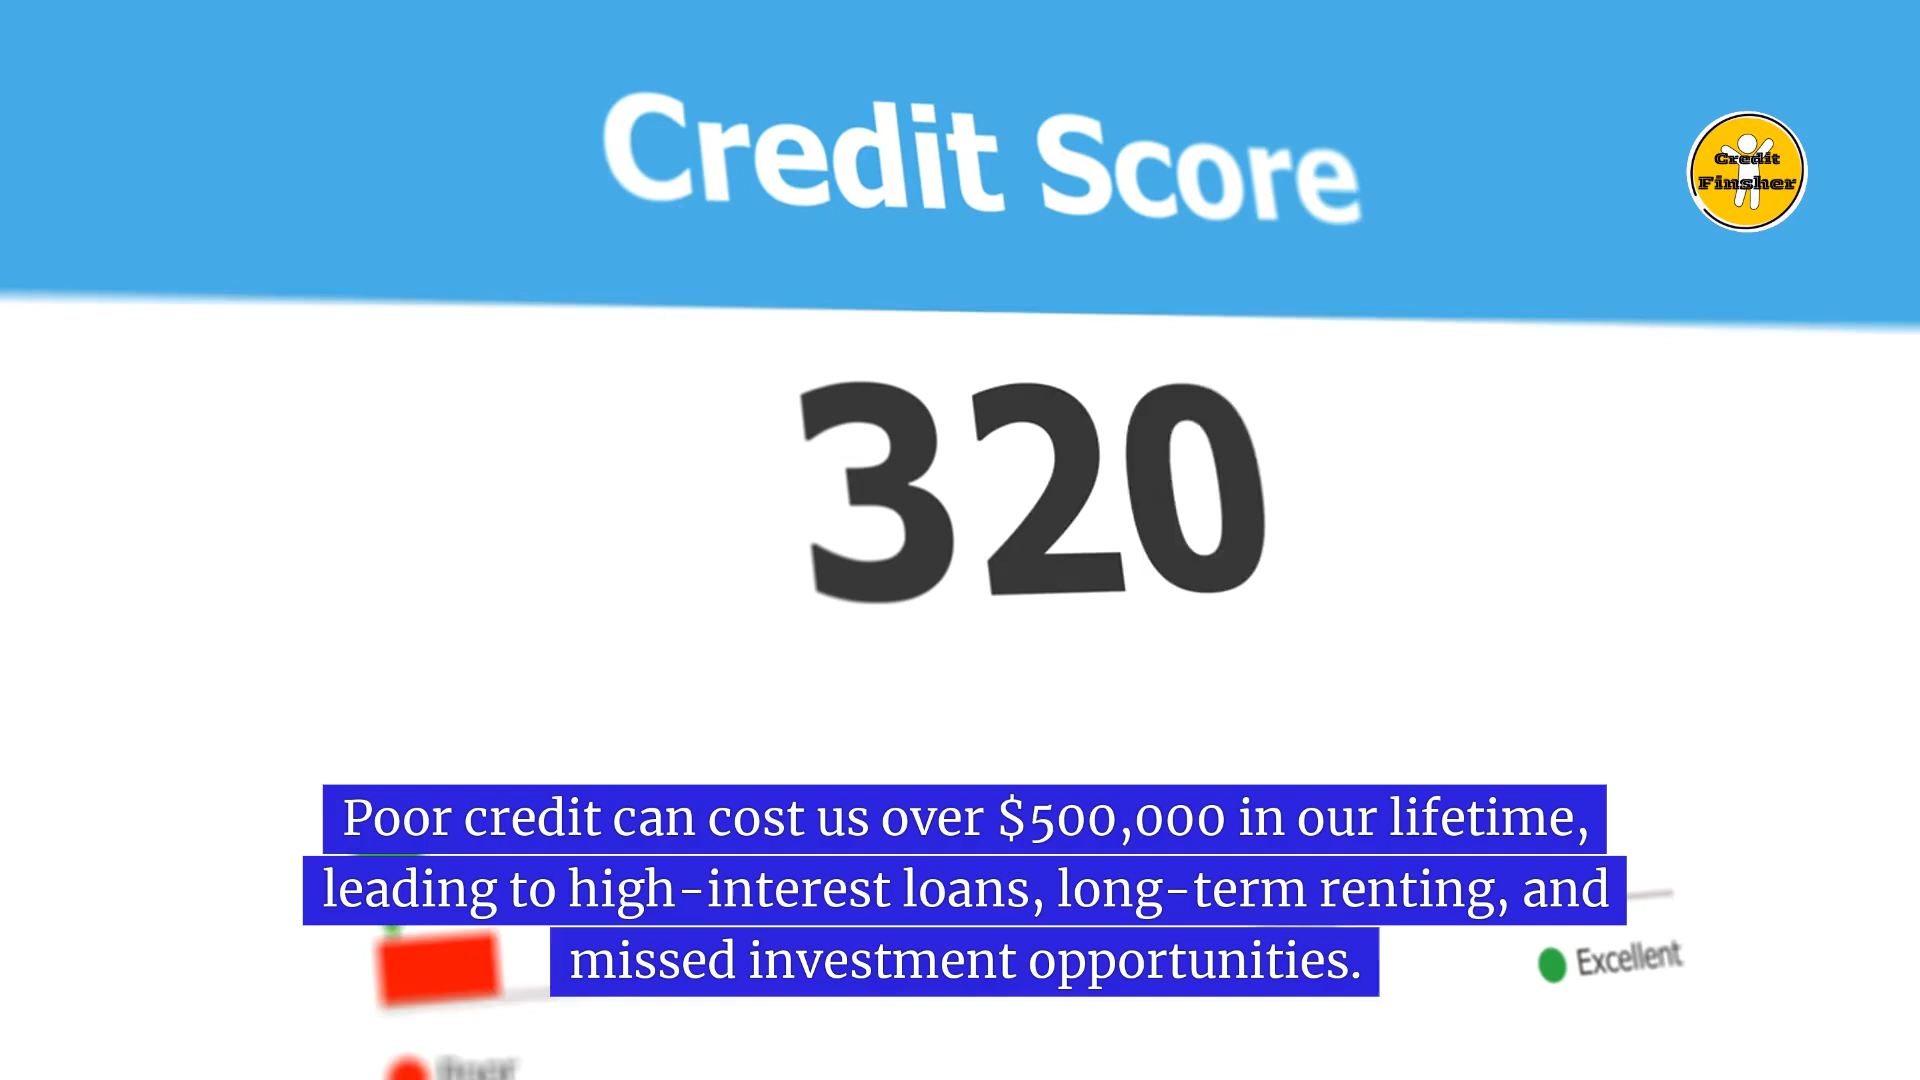 Credit Score
Credit
Finsher
320
Poor credit can cost us over $500,000 in our lifetime,
leading to high-interest loans, long-term renting, and
missed investment opportunities.
Excellent